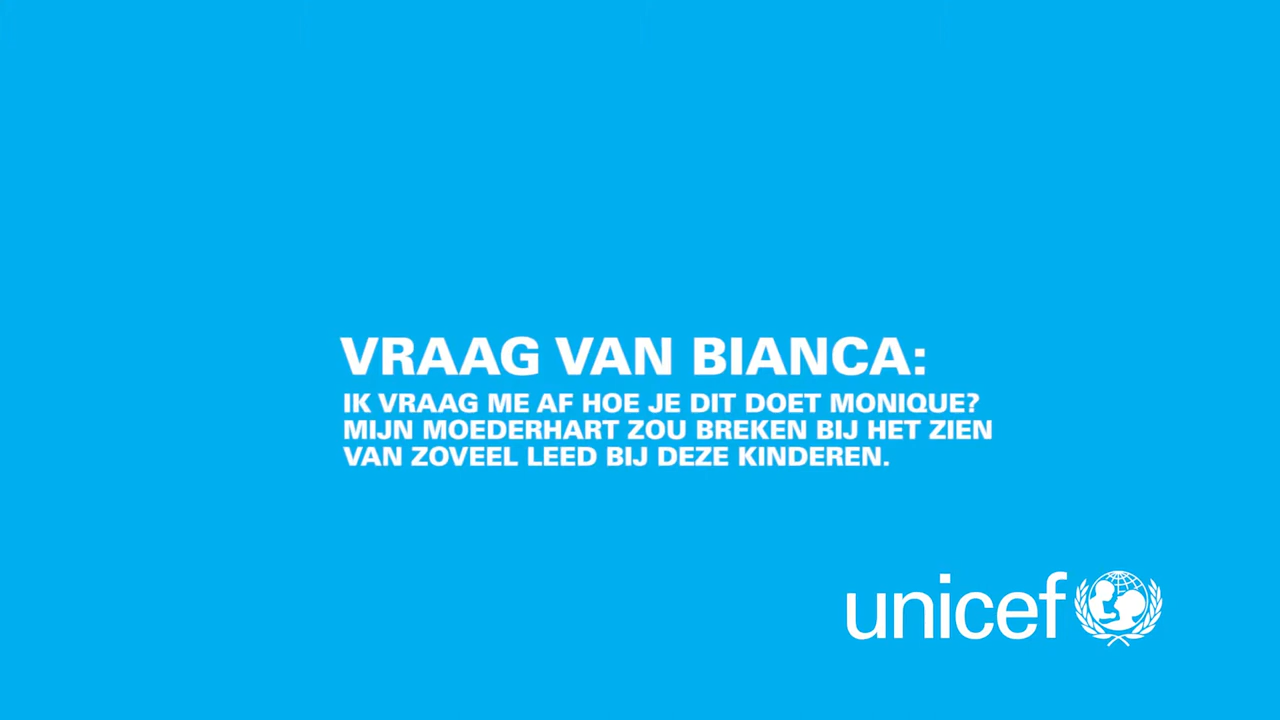 VRAAG VAN BIANCA:
IK VRAAG ME AF HOE JE DIT DOET MONIQUE?
MIJN MOEDERHART ZOU BREKEN BIJ HET ZIEN
VAN ZOVEEL LEED BIJ DEZE KINDEREN.
unicef